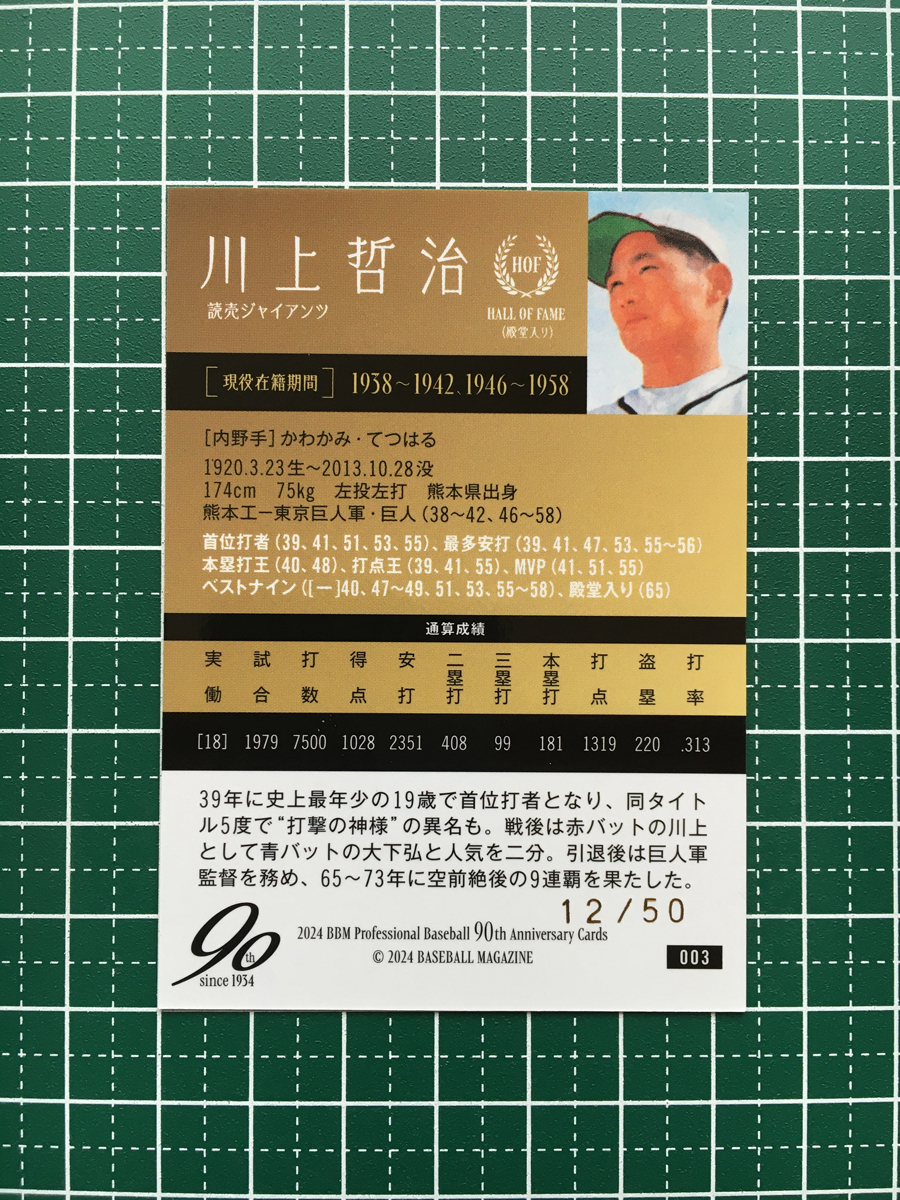 川上哲治
読売ジャイアンツ
HOF
HALL OF FAME
(殿堂入り)
[現役在籍期間] 1938～1942、1946～1958
[内野手] かわかみ・てつはる
1920.3.23生～2013.10.28没
174cm 75kg 左投左打 熊本県出身
熊本工ー東京巨人軍・巨人 (38～42、46～58)
首位打者 (39、41、51、53、55)、最多安打 (39、41、47、53、55～56)
本塁打王 (40、48)、打点王 (39、41、55)、MVP (41、51、55)
ベストナイン ([一]40、47～49、51、53、55～58)、殿堂入り (65)
通算成績
実働 試合 打数 得点 安打 二塁打 三塁打 本塁打 打点 盗塁 打率
[18] 1979 7500 1028 2351 408 99 181 1319 220 .313
39年に史上最年少の19歳で首位打者となり、同タイト
ル5度で“打撃の神様”の異名も。戦後は赤バットの川上
として青バットの大下弘と人気を二分。引退後は巨人軍
監督を務め、65～73年に空前絶後の9連覇を果たした。
12/50
90th
since 1934
2024 BBM Professional Baseball 90th Anniversary Cards
© 2024 BASEBALL MAGAZINE
003